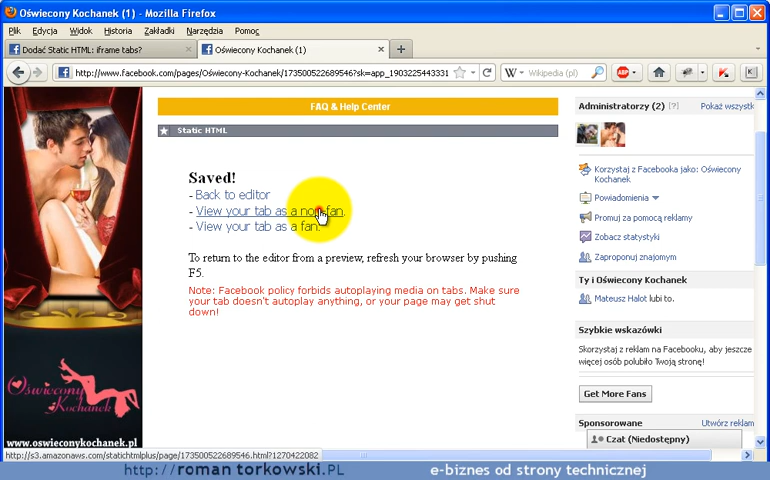 Oświecony Kochanek (1) - Mozilla Firefox
Plik Edycja Widok Historia Zakładki Narzędzia Pomoc
Dodać Static HTML: iframe tabs? Oświecony Kochanek (1)
http://www.facebook.com/pages/Oświecony-Kochanek/173500522689546?sk=app_1903225443331 Wikipedia (pl)
FAQ & Help Center
Static HTML
Saved!
- Back to editor
- View your tab as a non-fan.
- View your tab as a fan.
To return to the editor from a preview, refresh your browser by pushing
F5.
Note: Facebook policy forbids autoplaying media on tabs. Make sure
your tab doesn't autoplay anything, or your page may get shut
down!
Administratorzy (2) [?] Pokaż wszystk
Korzystaj z Facebooka jako: Oświecony
Kochanek
Powiadomienia
Promuj za pomocą reklamy
Zobacz statystyki
Zaproponuj znajomym
Ty i Oświecony Kochanek
Mateusz Halot lubi to.
Szybkie wskazówki
Skorzystaj z reklam na Facebooku, aby jeszcze
więcej osób polubiło Twoją stronę!
Get More Fans
Sponsorowane Utwórz reklam
Czat (Niedostępny)
Oświecony
Kochanek
www.oswieconykochanek.pl
http://s3.amazonaws.com/statichtmlplus/page/173500522689546.html?1270422082
http://romantorkowski.PL e-biznes od strony technicznej